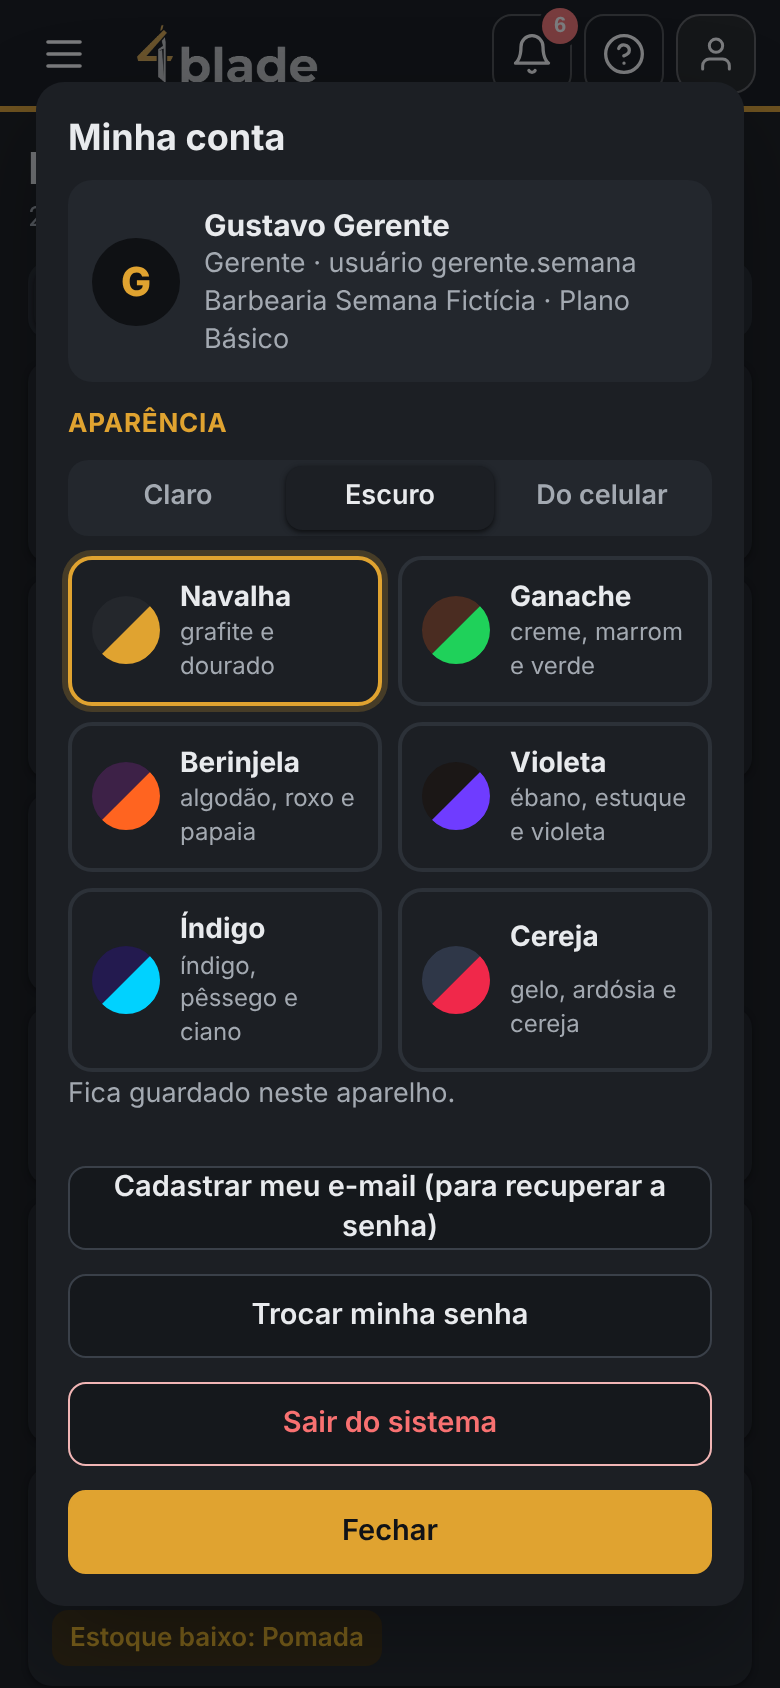 4blade
6
Minha conta
G
Gustavo Gerente
Gerente · usuário gerente.semana
Barbearia Semana Fictícia · Plano
Básico
APARÊNCIA
Claro
Escuro
Do celular
Navalha
grafite e
dourado
Ganache
creme, marrom
e verde
Berinjela
algodão, roxo e
papaia
Violeta
ébano, estuque
e violeta
Índigo
índigo,
pêssego e
ciano
Cereja
gelo, ardósia e
cereja
Fica guardado neste aparelho.
Cadastrar meu e-mail (para recuperar a
senha)
Trocar minha senha
Sair do sistema
Fechar
Estoque baixo: Pomada